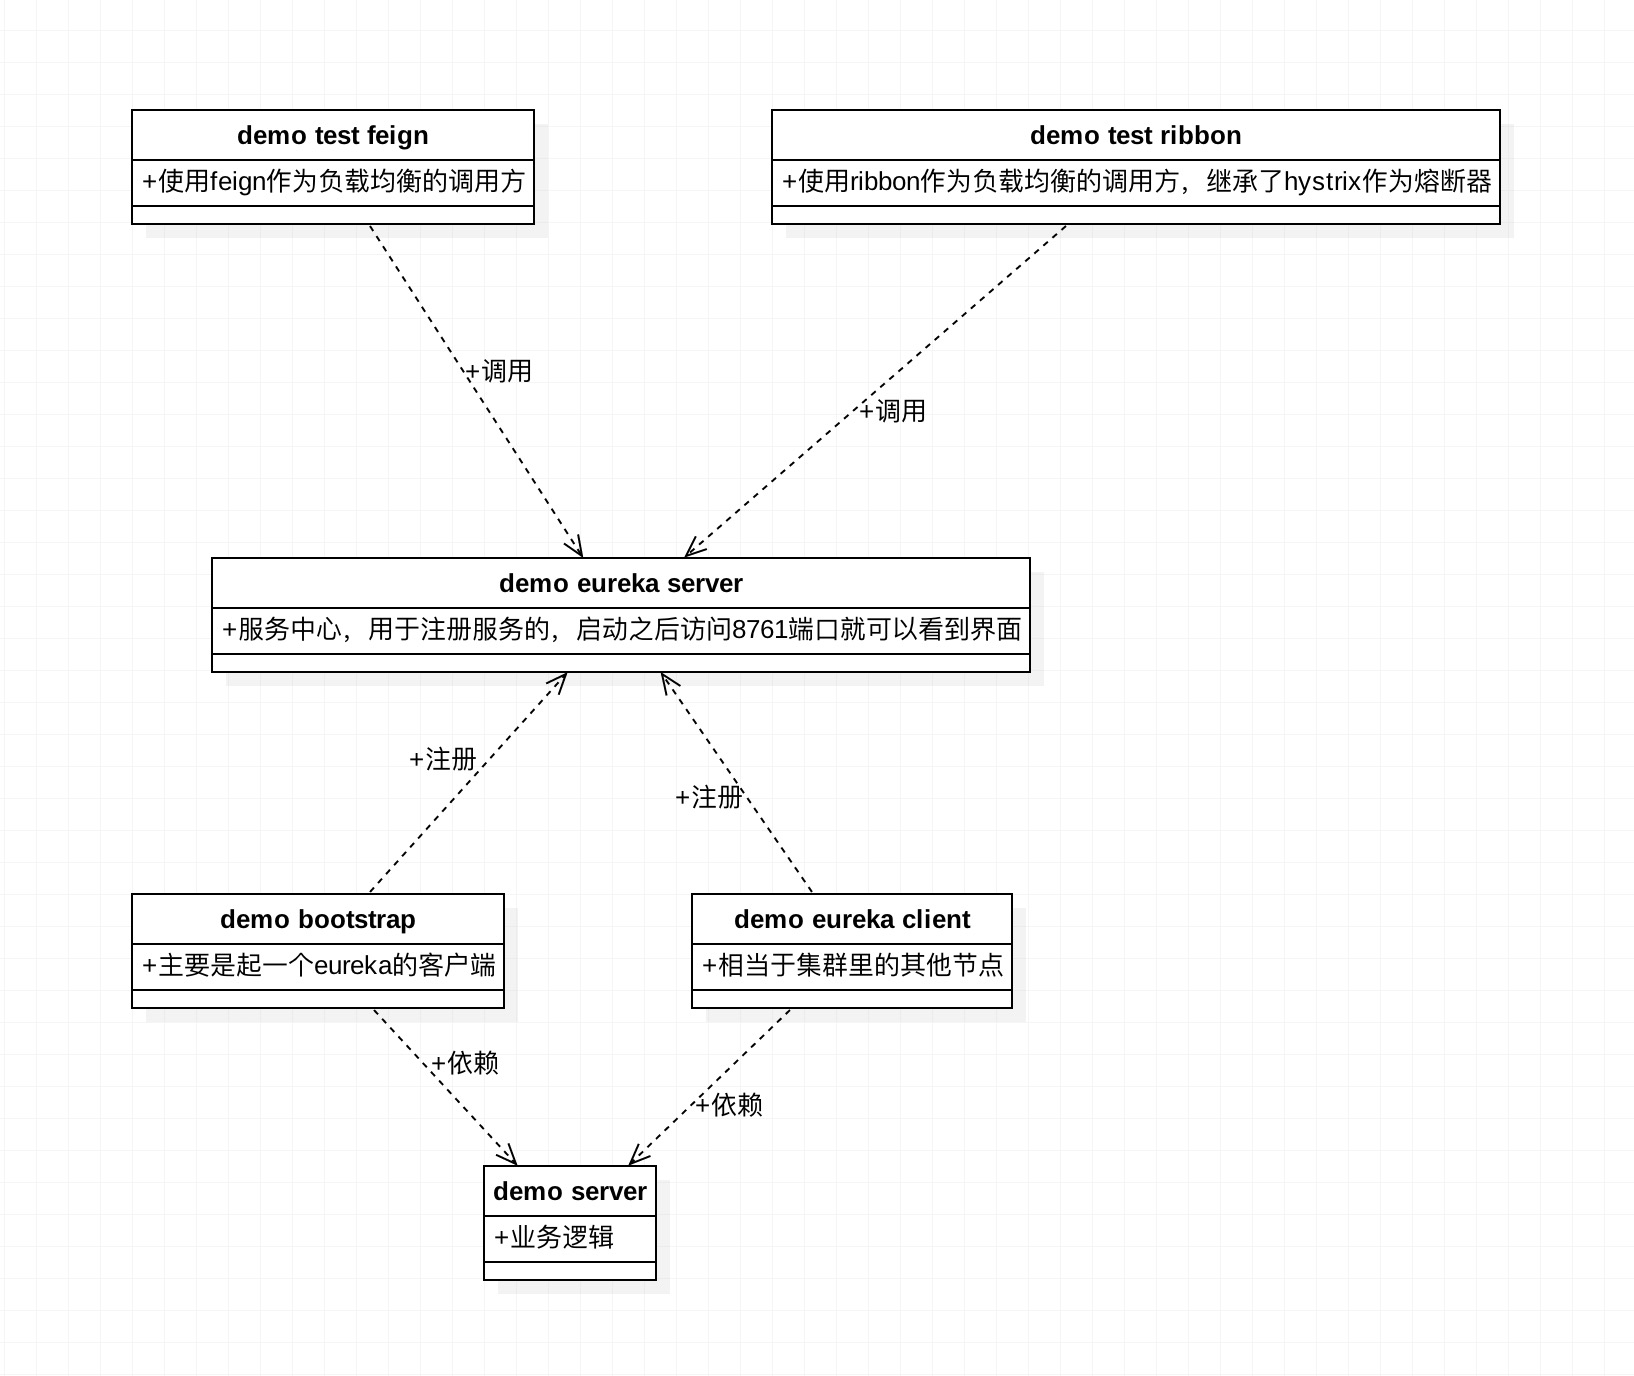 demo test feign
+使用feign作为负载均衡的调用方
demo test ribbon
+使用ribbon作为负载均衡的调用方，继承了hystrix作为熔断器
+调用
+调用
demo eureka server
+服务中心，用于注册服务的，启动之后访问8761端口就可以看到界面
+注册
+注册
demo bootstrap
+主要是起一个eureka的客户端
demo eureka client
+相当于集群里的其他节点
+依赖
+依赖
demo server
+业务逻辑